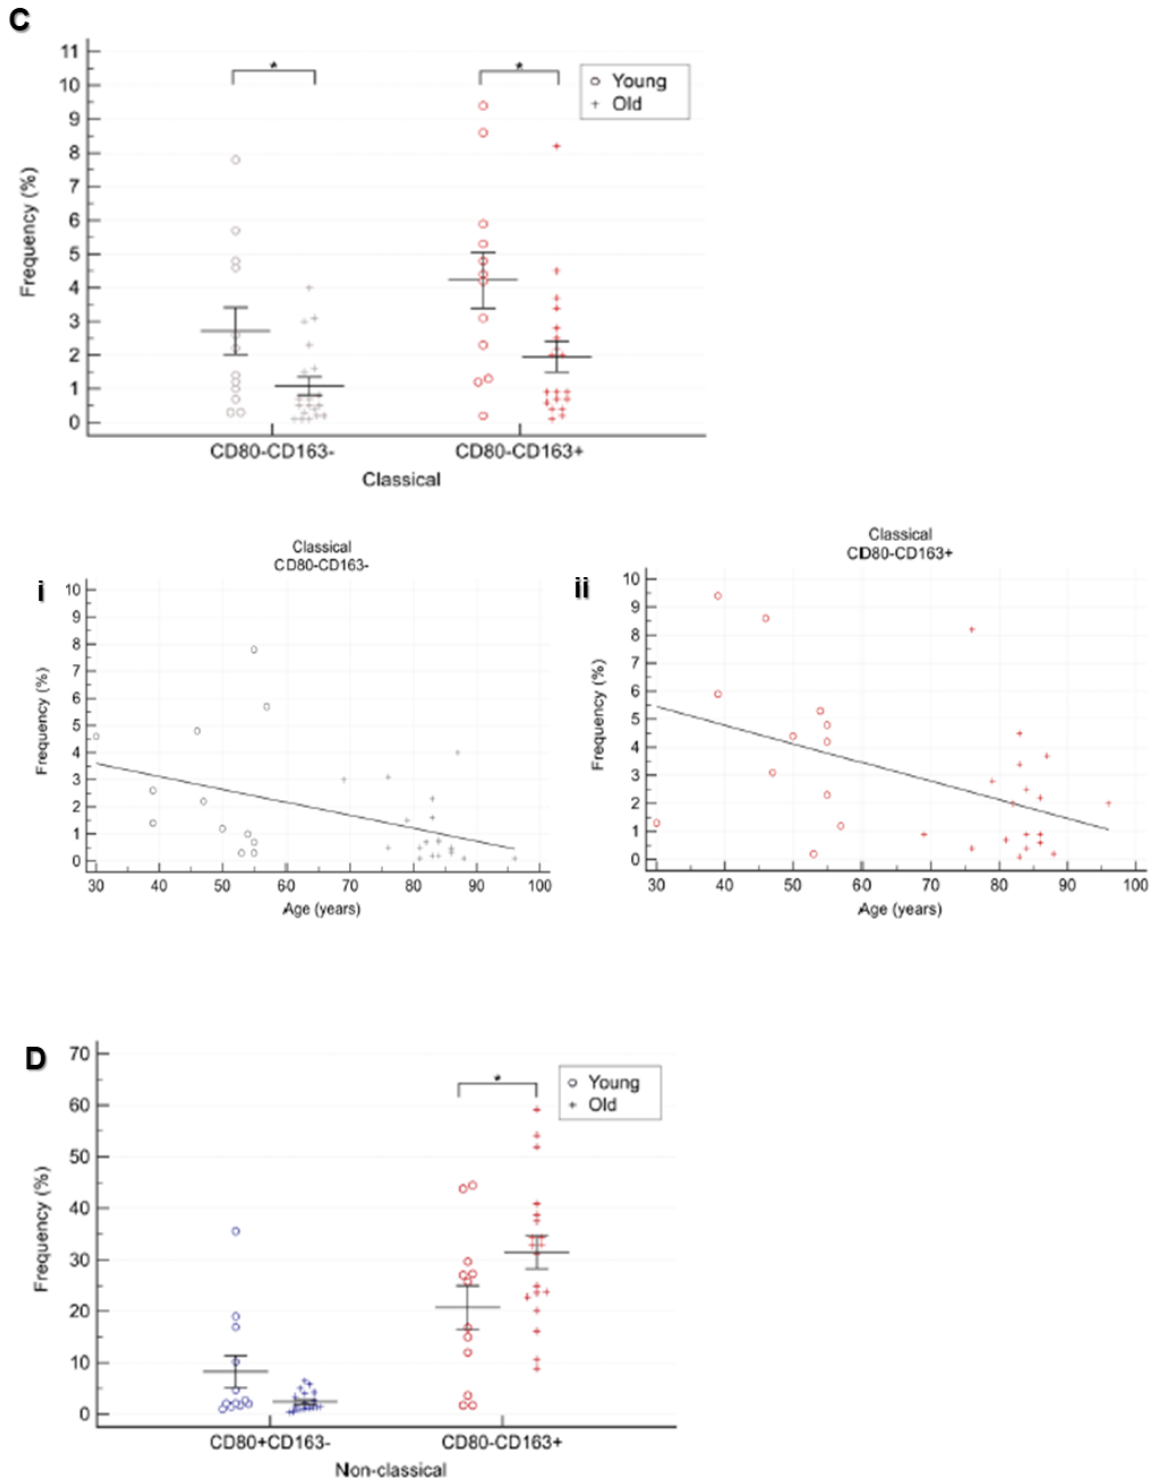 C
11
10
9
8
7
6
5
4
3
2
1
0
Frequency (%)
*
*
Young
Old
CD80-CD163-
CD80-CD163+
Classical
i
Classical
CD80-CD163-
10
9
8
7
6
5
4
3
2
1
0
Frequency (%)
30 40 50 60 70 80 90 100
Age (years)
ii
Classical
CD80-CD163+
10
9
8
7
6
5
4
3
2
1
0
Frequency (%)
30 40 50 60 70 80 90 100
Age (years)
D
70
60
50
40
30
20
10
0
Frequency (%)
*
Young
Old
CD80+CD163-
CD80-CD163+
Non-classical